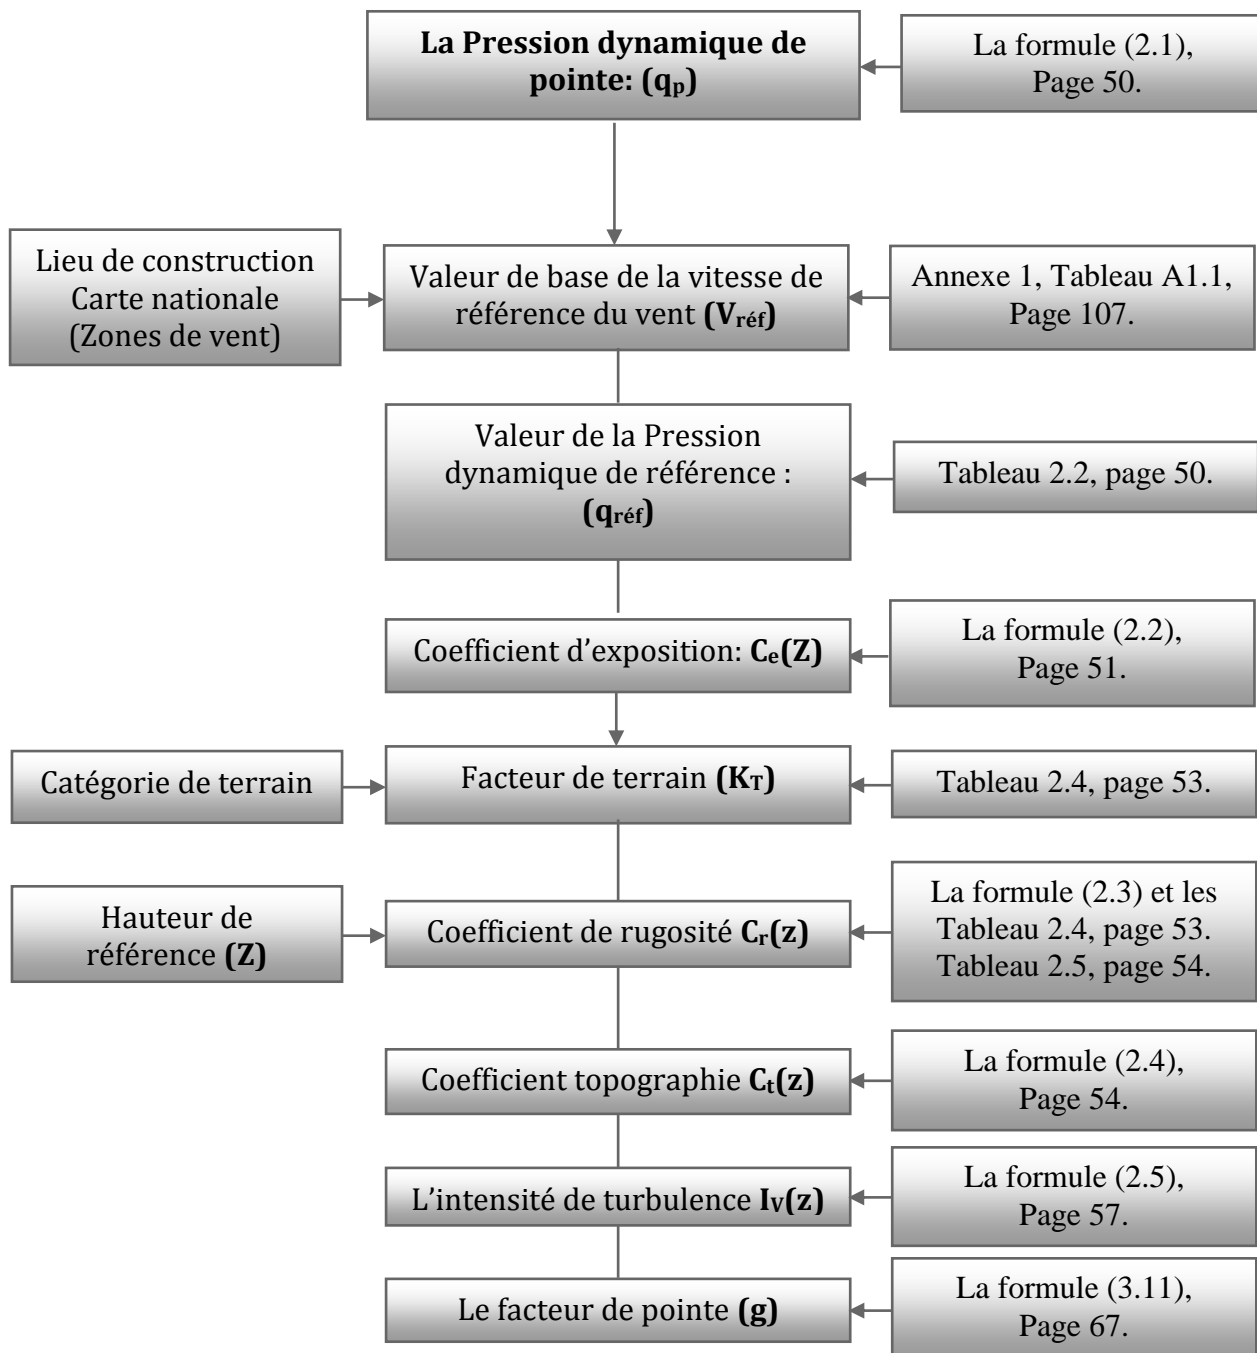 La Pression dynamique de
pointe: (qp)
La formule (2.1),
Page 50.
Lieu de construction
Carte nationale
(Zones de vent)
Valeur de base de la vitesse de
référence du vent (Vréf)
Annexe 1, Tableau A1.1,
Page 107.
Valeur de la Pression
dynamique de référence :
(qréf)
Tableau 2.2, page 50.
Coefficient d’exposition: Ce(Z)
La formule (2.2),
Page 51.
Catégorie de terrain
Facteur de terrain (KT)
Tableau 2.4, page 53.
Hauteur de
référence (Z)
Coefficient de rugosité Cr(z)
La formule (2.3) et les
Tableau 2.4, page 53.
Tableau 2.5, page 54.
Coefficient topographie Ct(z)
La formule (2.4),
Page 54.
L’intensité de turbulence IV(z)
La formule (2.5),
Page 57.
Le facteur de pointe (g)
La formule (3.11),
Page 67.